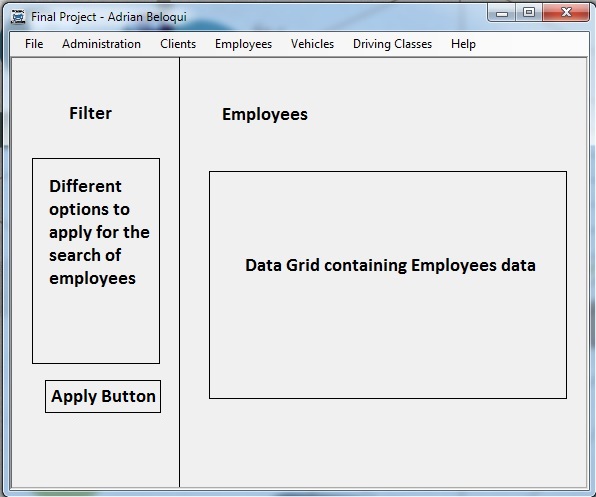 Final Project - Adrian Beloqui
File Administration Clients Employees Vehicles Driving Classes Help
Filter
Different
options to
apply for the
search of
employees
Apply Button
Employees
Data Grid containing Employees data